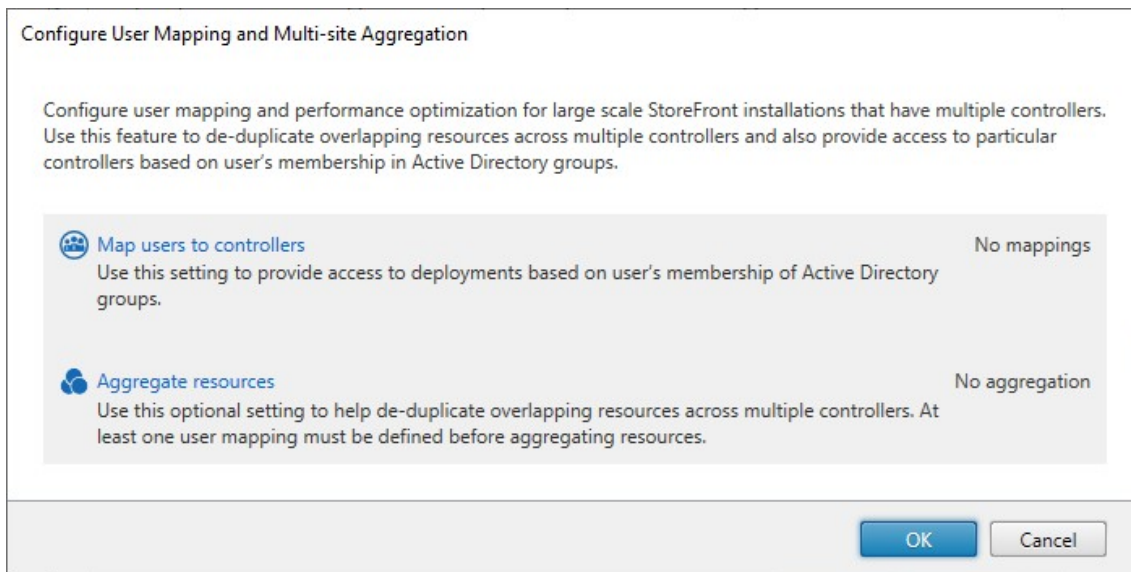 Configure User Mapping and Multi-site Aggregation
Configure user mapping and performance optimization for large scale StoreFront installations that have multiple controllers.
Use this feature to de-duplicate overlapping resources across multiple controllers and also provide access to particular
controllers based on user's membership in Active Directory groups.
Map users to controllers No mappings
Use this setting to provide access to deployments based on user's membership of Active Directory
groups.
Aggregate resources No aggregation
Use this optional setting to help de-duplicate overlapping resources across multiple controllers. At
least one user mapping must be defined before aggregating resources.
OK Cancel